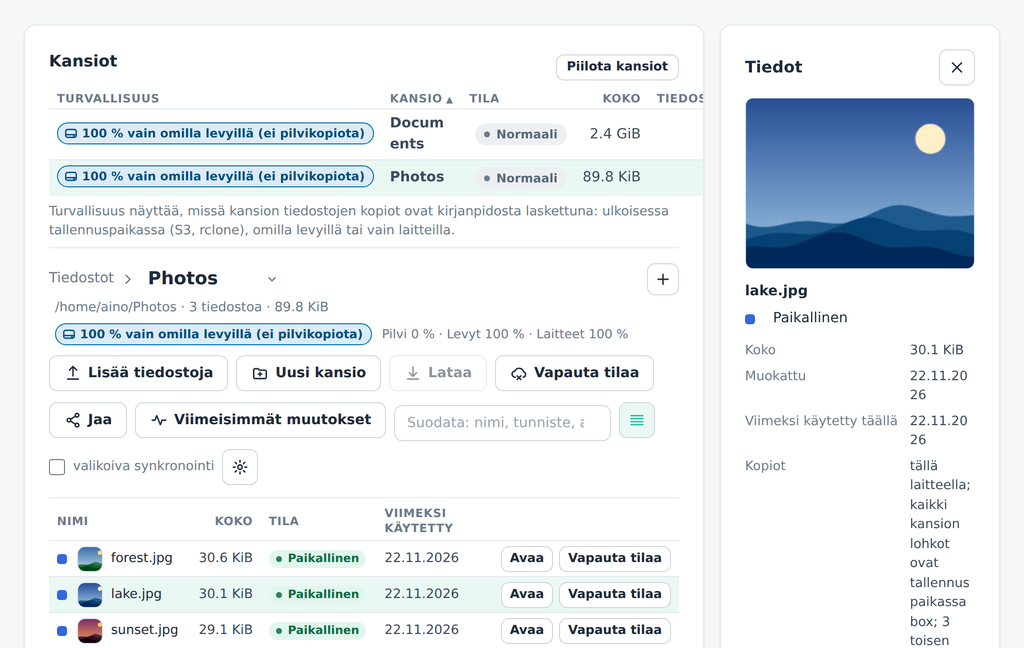 Kansiot
Piilota kansiot
TURVALLISUUS KANSIO ▲ TILA KOKO TIEDOS
100 % vain omilla levyillä (ei pilvikopiota) Docum
ents Normaali 2.4 GiB
100 % vain omilla levyillä (ei pilvikopiota) Photos Normaali 89.8 KiB
Turvallisuus näyttää, missä kansion tiedostojen kopiot ovat kirjanpidosta laskettuna: ulkoisessa
tallennuspaikassa (S3, rclone), omilla levyillä tai vain laitteilla.
Tiedostot > Photos
/home/aino/Photos · 3 tiedostoa · 89.8 KiB
100 % vain omilla levyillä (ei pilvikopiota) Pilvi 0 % · Levyt 100 % · Laitteet 100 %
Lisää tiedostoja Uusi kansio Lataa Vapauta tilaa
Jaa Viimeisimmät muutokset Suodata: nimi, tunniste,
valikoiva synkronointi
NIMI KOKO TILA VIIMEKSI
KÄYTETTY
forest.jpg 30.6 KiB Paikallinen 22.11.2026 Avaa Vapauta tilaa
lake.jpg 30.1 KiB Paikallinen 22.11.2026 Avaa Vapauta tilaa
sunset.jpg 29.1 KiB Paikallinen 22.11.2026 Avaa Vapauta tilaa
Tiedot
lake.jpg
Paikallinen
Koko 30.1 KiB
Muokattu 22.11.20
26
Viimeksi käytetty täällä 22.11.20
26
Kopiot tällä
laitteella;
kaikki
kansion
lohkot
ovat
tallennus
paikassa
box; 3
toisen